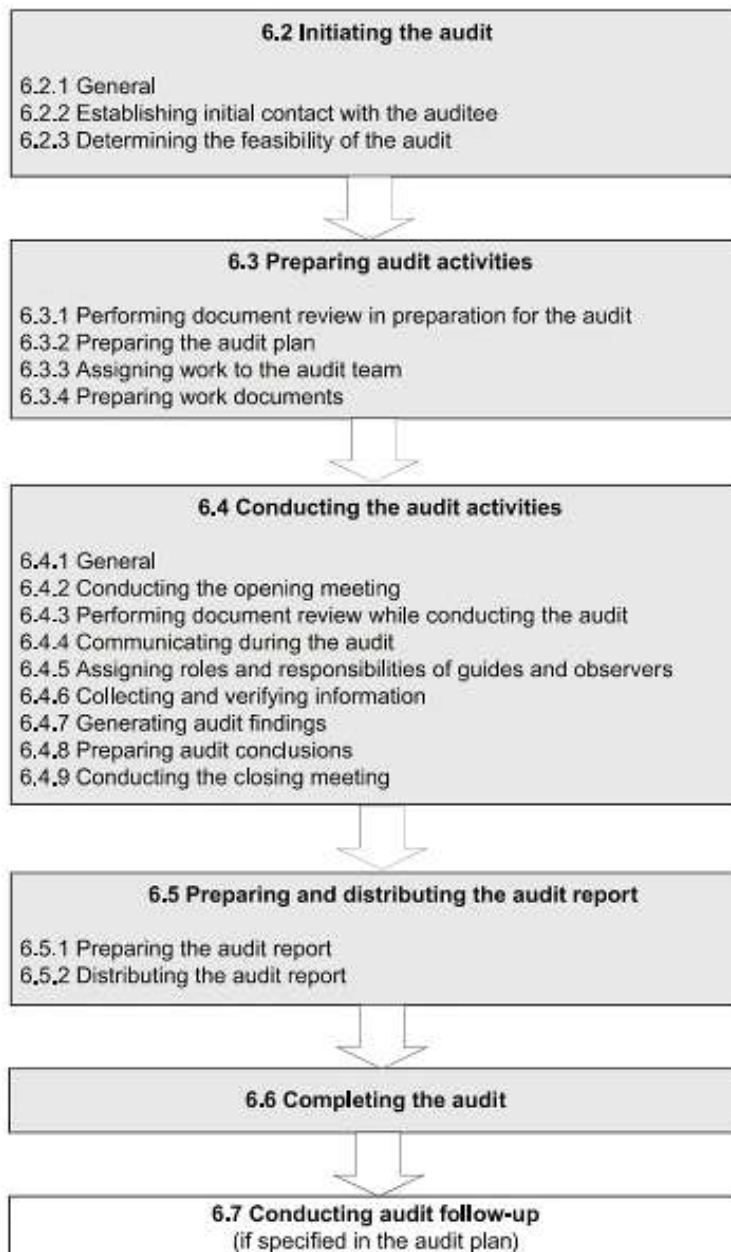 6.2 Initiating the audit
6.2.1 General
6.2.2 Establishing initial contact with the auditee
6.2.3 Determining the feasibility of the audit
6.3 Preparing audit activities
6.3.1 Performing document review in preparation for the audit
6.3.2 Preparing the audit plan
6.3.3 Assigning work to the audit team
6.3.4 Preparing work documents
6.4 Conducting the audit activities
6.4.1 General
6.4.2 Conducting the opening meeting
6.4.3 Performing document review while conducting the audit
6.4.4 Communicating during the audit
6.4.5 Assigning roles and responsibilities of guides and observers
6.4.6 Collecting and verifying information
6.4.7 Generating audit findings
6.4.8 Preparing audit conclusions
6.4.9 Conducting the closing meeting
6.5 Preparing and distributing the audit report
6.5.1 Preparing the audit report
6.5.2 Distributing the audit report
6.6 Completing the audit
6.7 Conducting audit follow-up
(if specified in the audit plan)